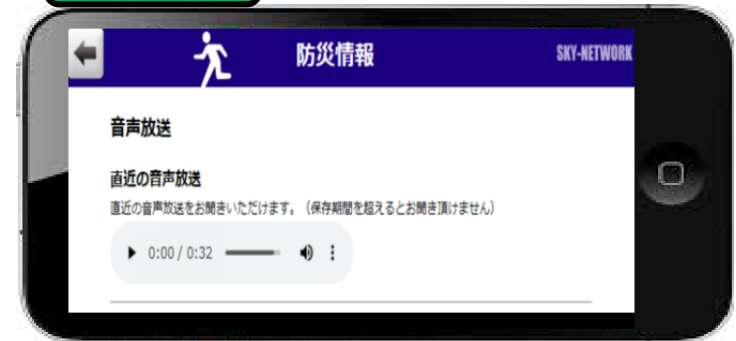 防災情報
SKY-NETWORK
音声放送
直近の音声放送
直近の音声放送をお聞きいただけます。（保存期間を超えるとお聞き頂けません）
0:00 / 0:32